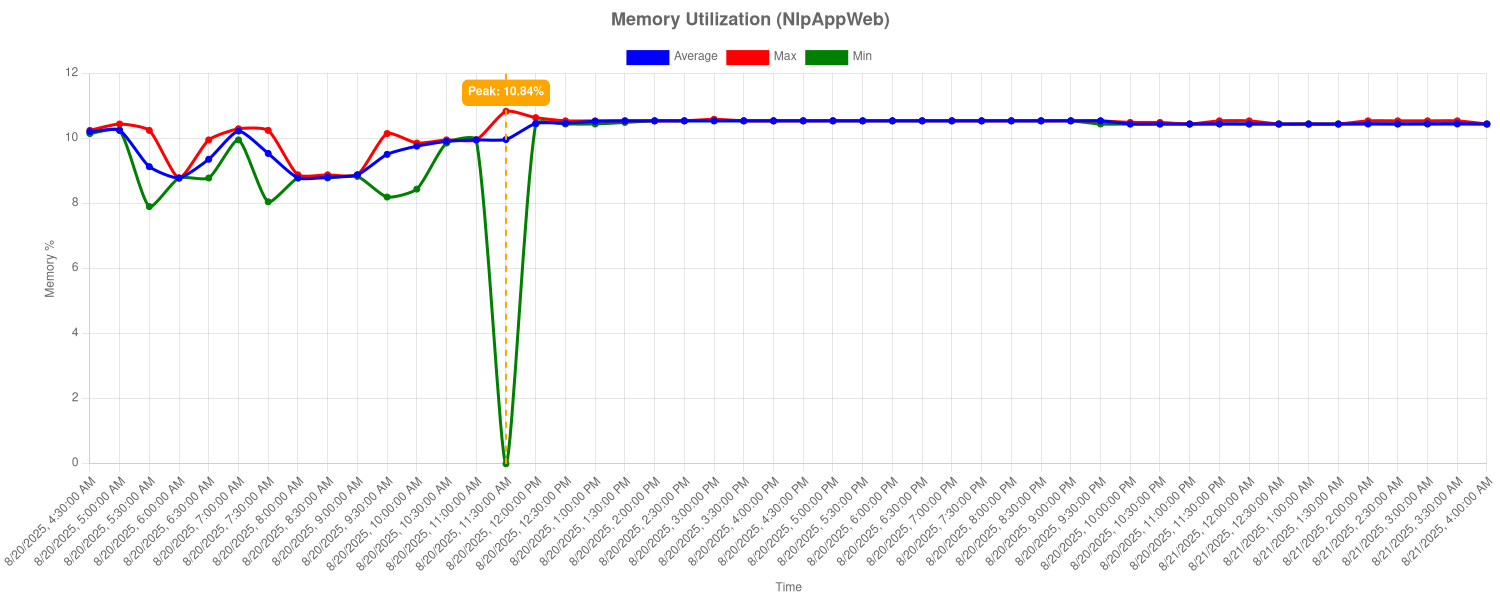 Memory Utilization (NlpAppWeb)
Average Max Min
Peak: 10.84%
12
10
8
6
4
2
0
Memory %
8/20/2025, 4:30:00 AM
8/20/2025, 5:00:00 AM
8/20/2025, 5:30:00 AM
8/20/2025, 6:00:00 AM
8/20/2025, 6:30:00 AM
8/20/2025, 7:00:00 AM
8/20/2025, 7:30:00 AM
8/20/2025, 8:00:00 AM
8/20/2025, 8:30:00 AM
8/20/2025, 9:00:00 AM
8/20/2025, 9:30:00 AM
8/20/2025, 10:00:00 AM
8/20/2025, 10:30:00 AM
8/20/2025, 11:00:00 AM
8/20/2025, 11:30:00 AM
8/20/2025, 12:00:00 PM
8/20/2025, 12:30:00 PM
8/20/2025, 1:00:00 PM
8/20/2025, 1:30:00 PM
8/20/2025, 2:00:00 PM
8/20/2025, 2:30:00 PM
8/20/2025, 3:00:00 PM
8/20/2025, 3:30:00 PM
8/20/2025, 4:00:00 PM
8/20/2025, 4:30:00 PM
8/20/2025, 5:00:00 PM
8/20/2025, 5:30:00 PM
8/20/2025, 6:00:00 PM
8/20/2025, 6:30:00 PM
8/20/2025, 7:00:00 PM
8/20/2025, 7:30:00 PM
8/20/2025, 8:00:00 PM
8/20/2025, 8:30:00 PM
8/20/2025, 9:00:00 PM
8/20/2025, 9:30:00 PM
8/20/2025, 10:00:00 PM
8/20/2025, 10:30:00 PM
8/20/2025, 11:00:00 PM
8/20/2025, 11:30:00 PM
8/21/2025, 12:00:00 AM
8/21/2025, 12:30:00 AM
8/21/2025, 1:00:00 AM
8/21/2025, 1:30:00 AM
8/21/2025, 2:00:00 AM
8/21/2025, 2:30:00 AM
8/21/2025, 3:00:00 AM
8/21/2025, 3:30:00 AM
8/21/2025, 4:00:00 AM
Time